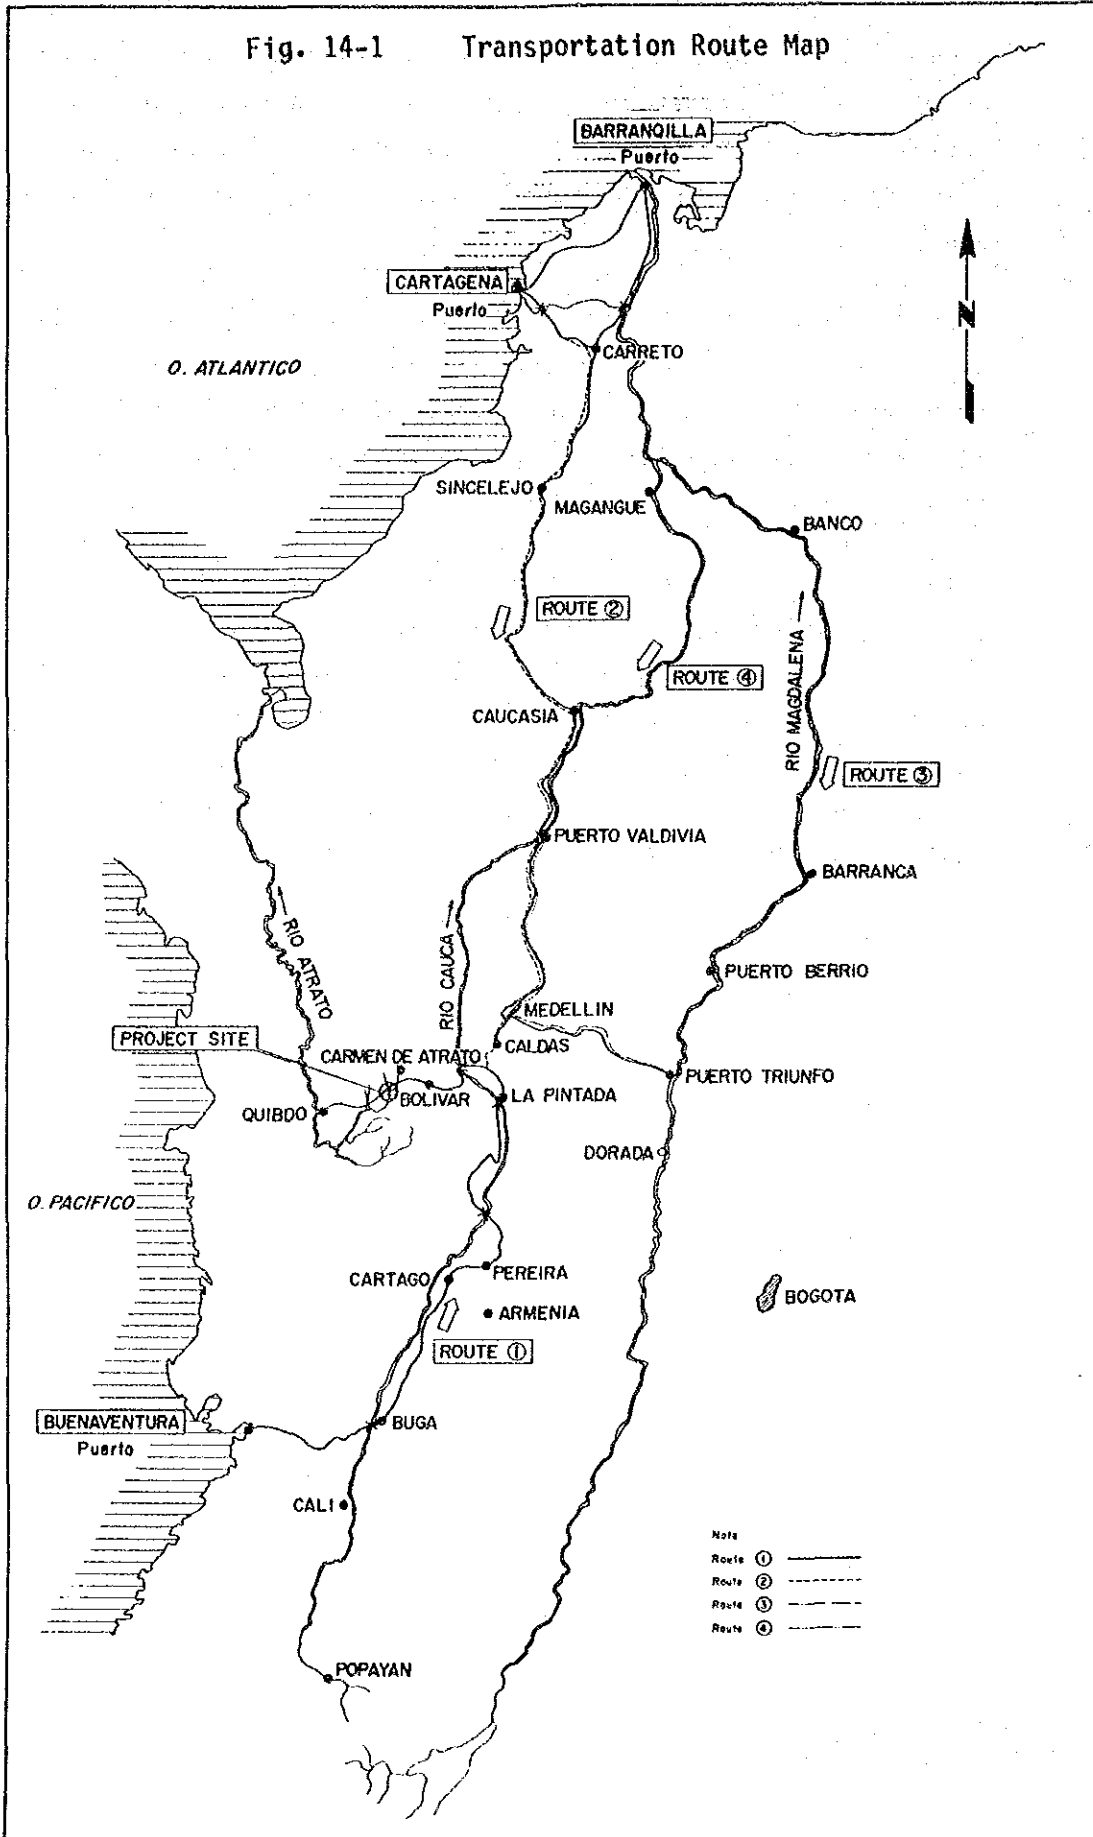 Fig. 14-1 Transportation Route Map
BARRANQILLA
Puerto
CARTAGENA
Puerto
N
CARRETO
O. ATLANTICO
SINCELEJO
MAGANGUE
BANCO
ROUTE ②
RIO MAGDALENA
ROUTE ④
CAUCASIA
ROUTE ③
PUERTO VALDIVIA
BARRANCA
RIO ATRATO
RIO CAUCA
PUERTO BERRIO
MEDELLIN
PROJECT SITE
CALDAS
CARMEN DE ATRATO
PUERTO TRIUNFO
BOLIVAR
LA PINTADA
QUIBDO
DORADA
O. PACIFICO
PEREIRA
CARTAGO
BOGOTA
ARMENIA
ROUTE ①
BUENAVENTURA
Puerto
BUGA
CALI
Note
Route ①
Route ②
Route ③
Route ④
POPAYAN